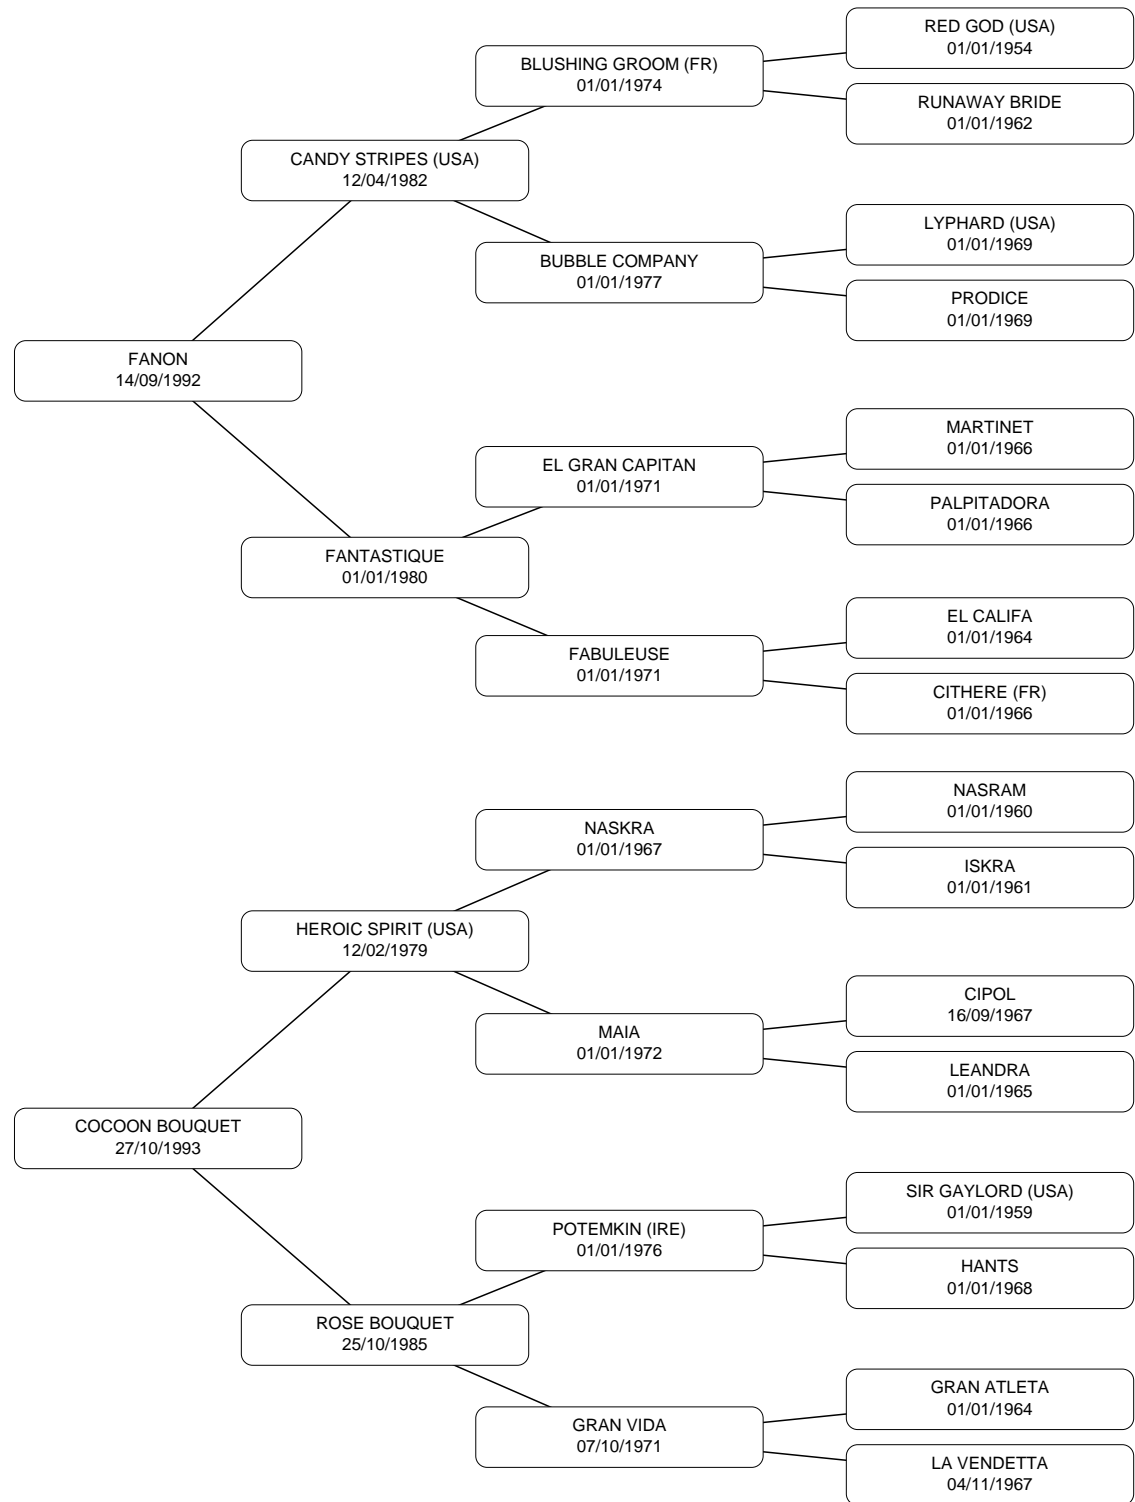 RED GOD (USA)
01/01/1954
BLUSHING GROOM (FR)
01/01/1974
RUNAWAY BRIDE
01/01/1962
CANDY STRIPES (USA)
12/04/1982
LYPHARD (USA)
01/01/1969
BUBBLE COMPANY
01/01/1977
PRODICE
01/01/1969
FANON
14/09/1992
MARTINET
01/01/1966
EL GRAN CAPITAN
01/01/1971
PALPITADORA
01/01/1966
FANTASTIQUE
01/01/1980
EL CALIFA
01/01/1964
FABULEUSE
01/01/1971
CITHERE (FR)
01/01/1966
NASRAM
01/01/1960
NASKRA
01/01/1967
ISKRA
01/01/1961
HEROIC SPIRIT (USA)
12/02/1979
CIPOL
16/09/1967
MAIA
01/01/1972
LEANDRA
01/01/1965
COCOON BOUQUET
27/10/1993
SIR GAYLORD (USA)
01/01/1959
POTEMKIN (IRE)
01/01/1976
HANTS
01/01/1968
ROSE BOUQUET
25/10/1985
GRAN ATLETA
01/01/1964
GRAN VIDA
07/10/1971
LA VENDETTA
04/11/1967